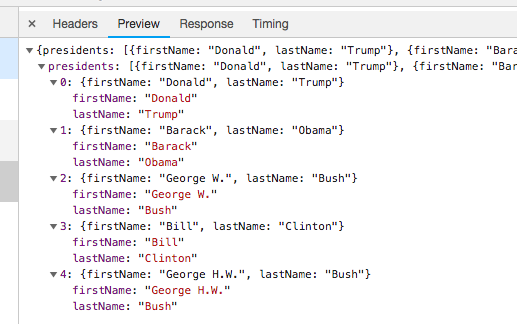 × Headers Preview Response Timing
▼{presidents: [{firstName: "Donald", lastName: "Trump"}, {firstName: "Bara
▼presidents: [{firstName: "Donald", lastName: "Trump"}, {firstName: "Bar
▼0: {firstName: "Donald", lastName: "Trump"}
firstName: "Donald"
lastName: "Trump"
▼1: {firstName: "Barack", lastName: "Obama"}
firstName: "Barack"
lastName: "Obama"
▼2: {firstName: "George W.", lastName: "Bush"}
firstName: "George W."
lastName: "Bush"
▼3: {firstName: "Bill", lastName: "Clinton"}
firstName: "Bill"
lastName: "Clinton"
▼4: {firstName: "George H.W.", lastName: "Bush"}
firstName: "George H.W."
lastName: "Bush"